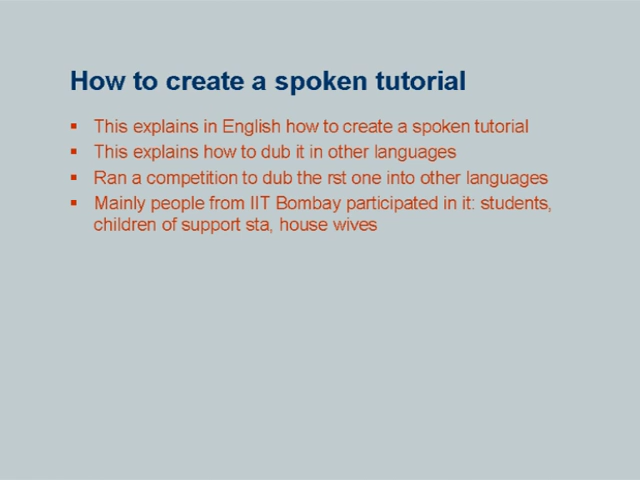 How to create a spoken tutorial
This explains in English how to create a spoken tutorial
This explains how to dub it in other languages
Ran a competition to dub the rst one into other languages
Mainly people from IIT Bombay participated in it: students,
children of support sta, house wives